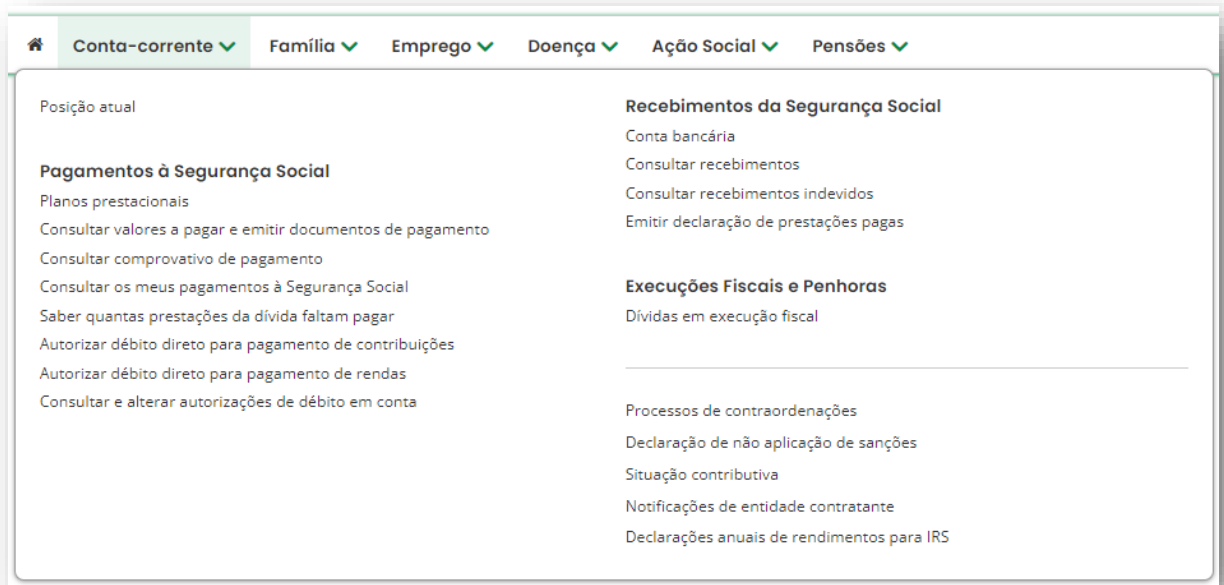 Conta-corrente
Família
Emprego
Doença
Ação Social
Pensões
Posição atual
Pagamentos à Segurança Social
Planos prestacionais
Consultar valores a pagar e emitir documentos de pagamento
Consultar comprovativo de pagamento
Consultar os meus pagamentos à Segurança Social
Saber quantas prestações da dívida faltam pagar
Autorizar débito direto para pagamento de contribuições
Autorizar débito direto para pagamento de rendas
Consultar e alterar autorizações de débito em conta
Recebimentos da Segurança Social
Conta bancária
Consultar recebimentos
Consultar recebimentos indevidos
Emitir declaração de prestações pagas
Execuções Fiscais e Penhoras
Dívidas em execução fiscal
Processos de contraordenações
Declaração de não aplicação de sanções
Situação contributiva
Notificações de entidade contratante
Declarações anuais de rendimentos para IRS